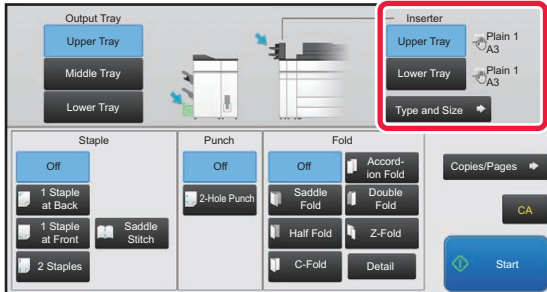 Output Tray
Upper Tray
Middle Tray
Lower Tray
Inserter
Upper Tray
Plain 1
A3
Lower Tray
Plain 1
A3
Type and Size
Staple
Off
1 Staple
at Back
1 Staple
at Front
Saddle
Stitch
2 Staples
Punch
Off
2-Hole Punch
Fold
Off
Accord-
ion Fold
Saddle
Fold
Double
Fold
Half Fold
Z-Fold
C-Fold
Detail
Copies/Pages
CA
Start